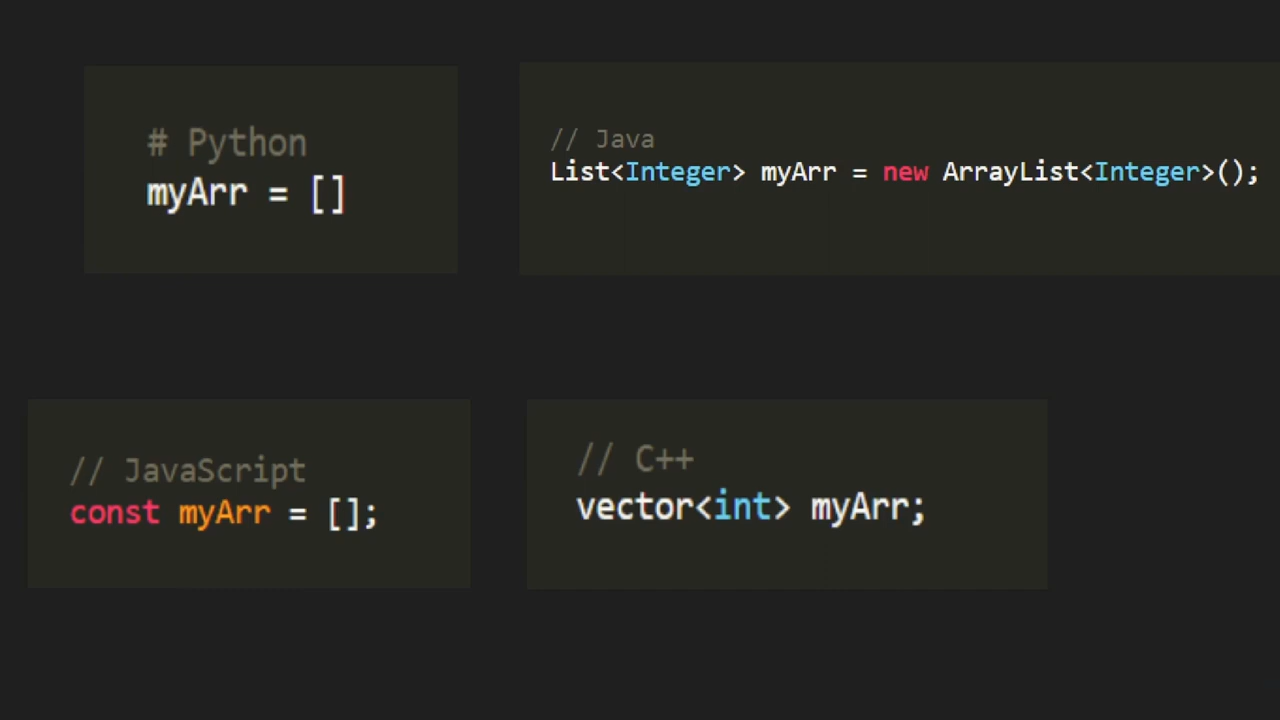 # Python
myArr = []
// Java
List<Integer> myArr = new ArrayList<Integer>();
// JavaScript
const myArr = [];
// C++
vector<int> myArr;